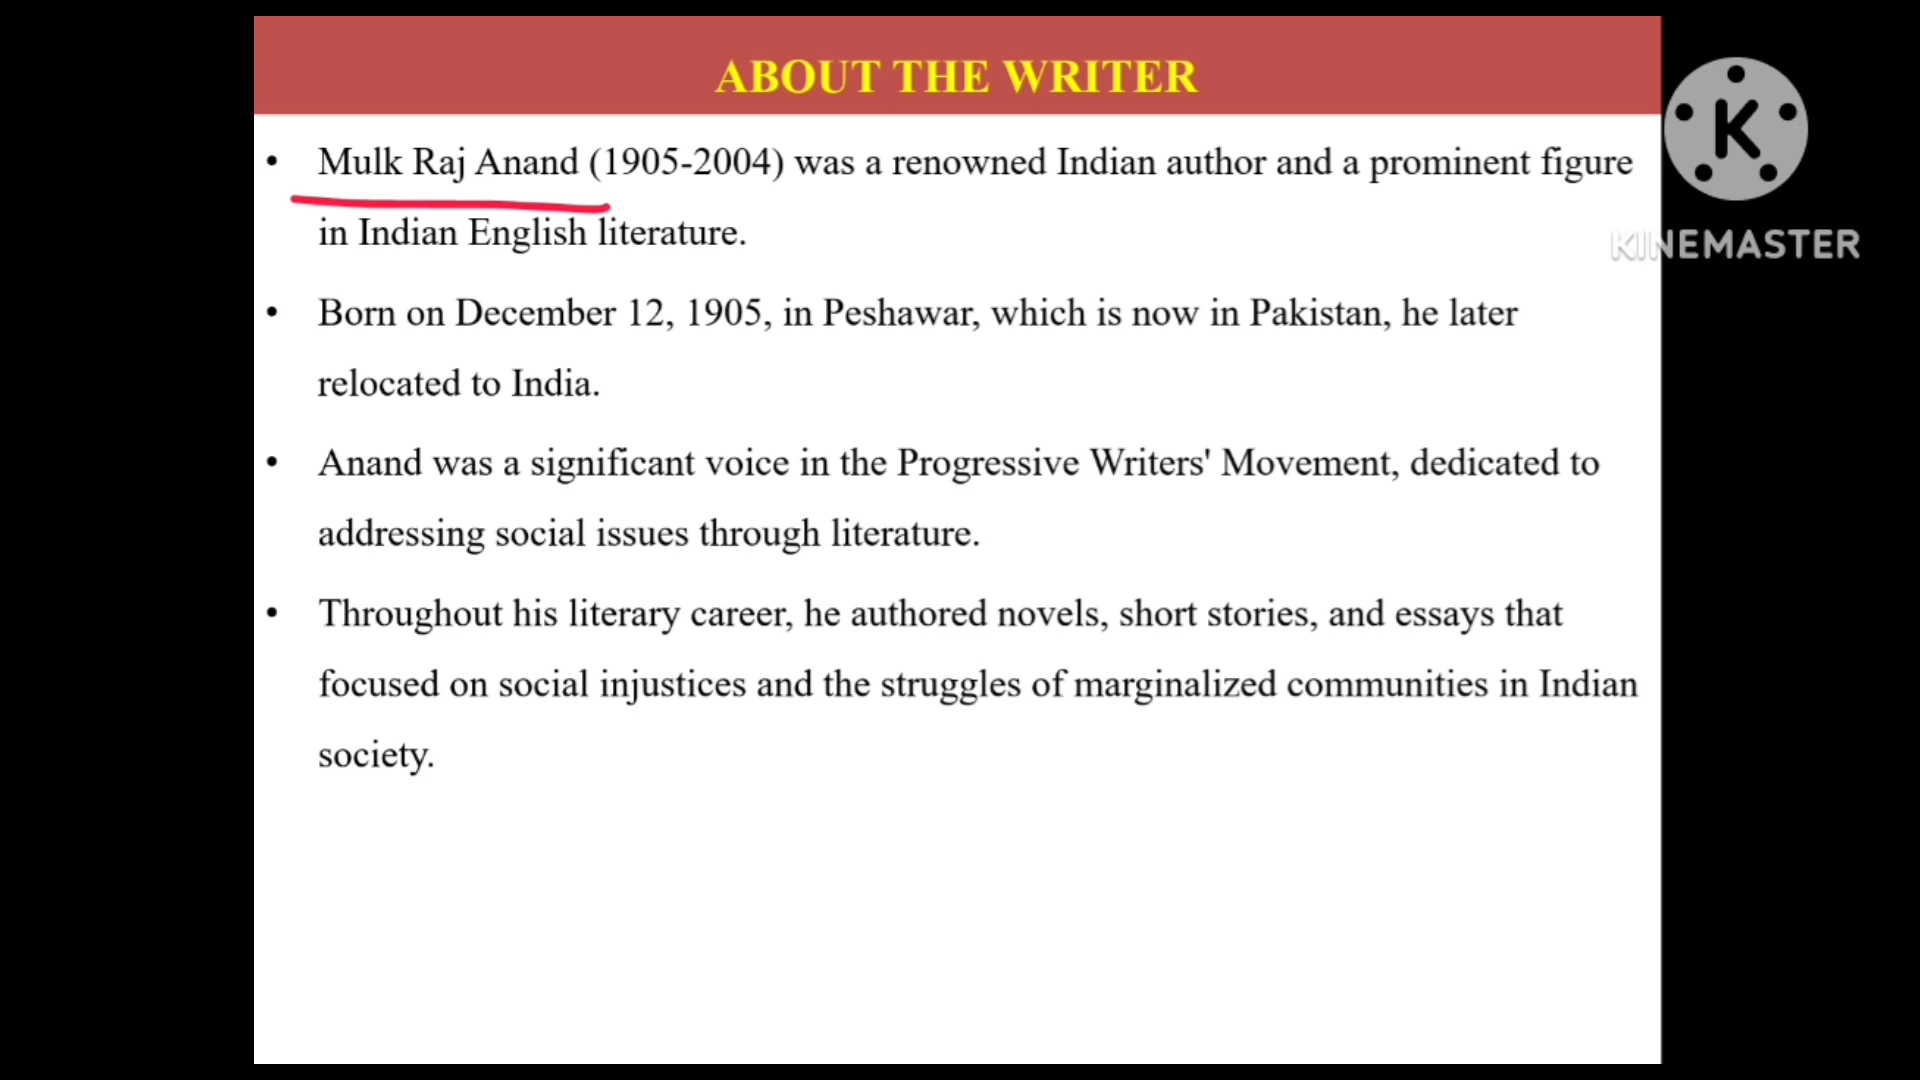 ABOUT THE WRITER
• Mulk Raj Anand (1905-2004) was a renowned Indian author and a prominent figure
in Indian English literature.
• Born on December 12, 1905, in Peshawar, which is now in Pakistan, he later
relocated to India.
• Anand was a significant voice in the Progressive Writers' Movement, dedicated to
addressing social issues through literature.
• Throughout his literary career, he authored novels, short stories, and essays that
focused on social injustices and the struggles of marginalized communities in Indian
society.
K
KINEMASTER